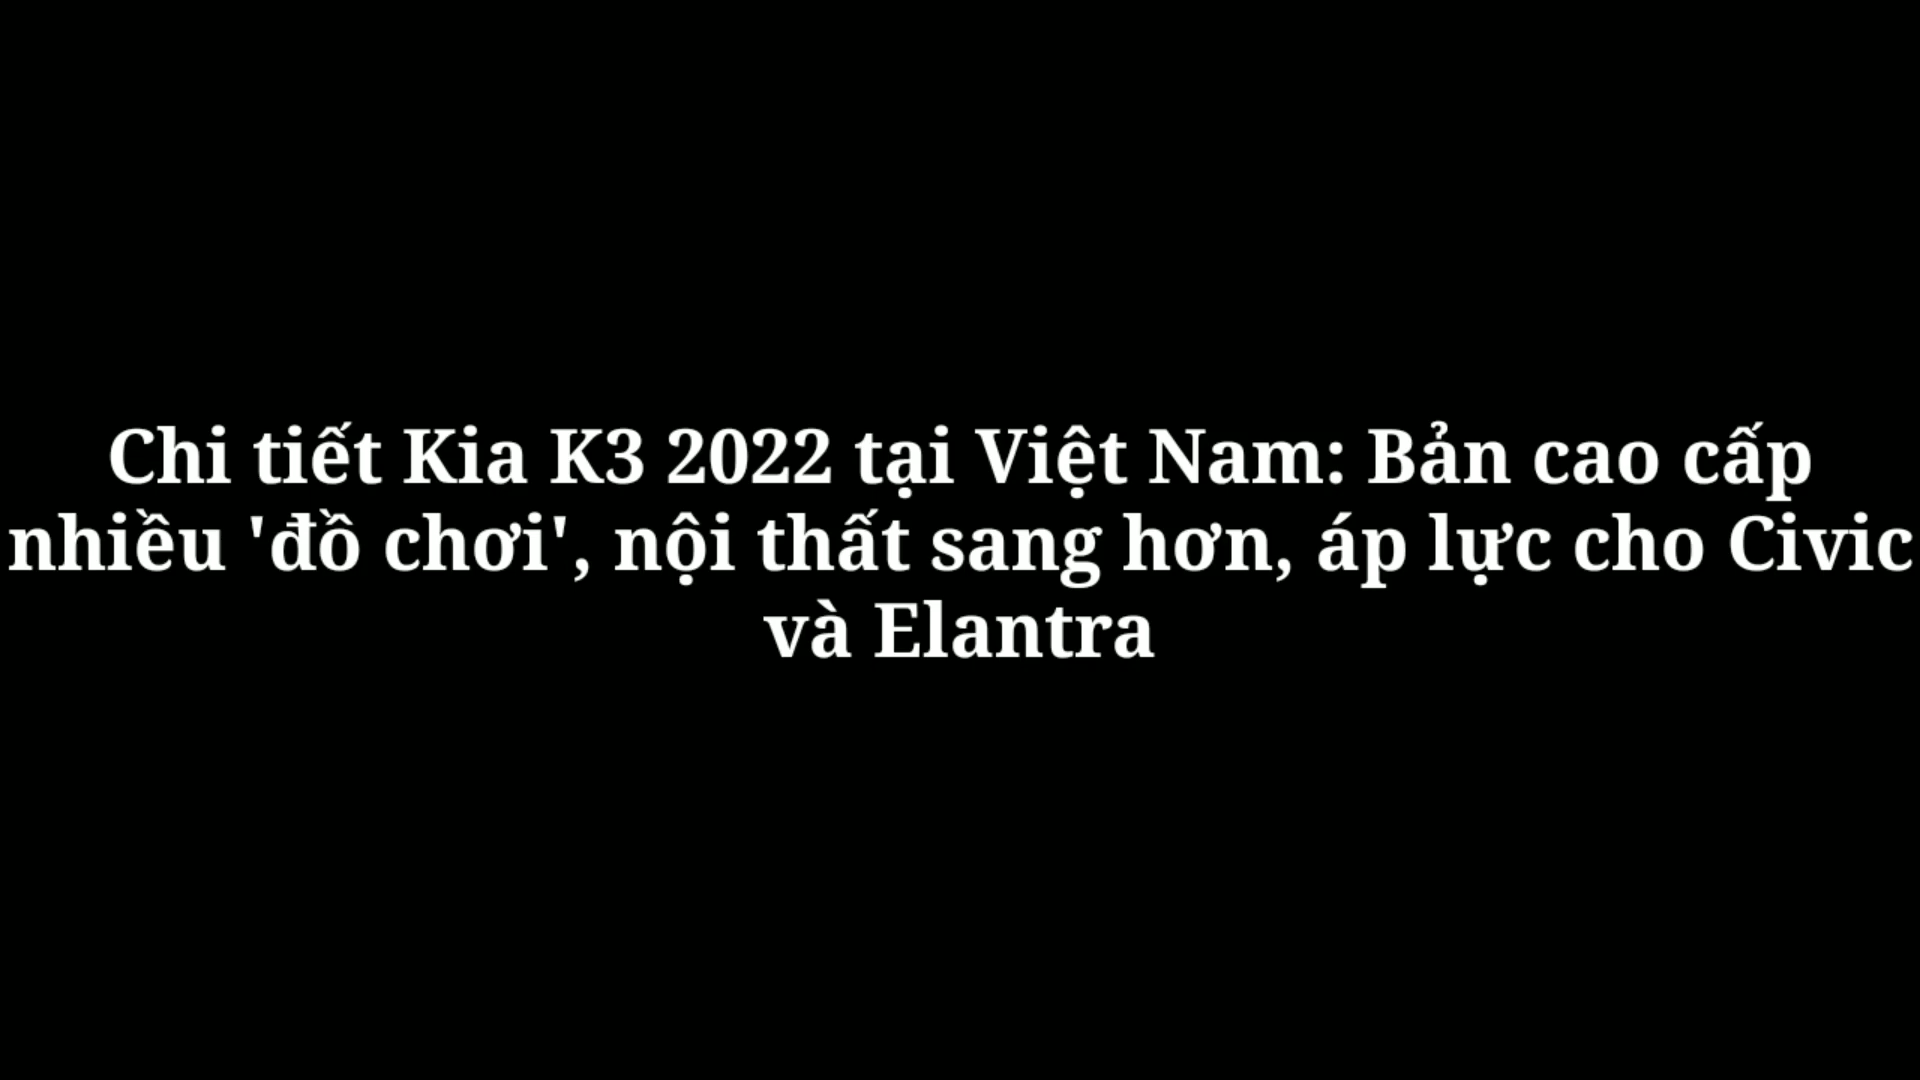 Chi tiết Kia K3 2022 tại Việt Nam: Bản cao cấp
nhiều 'đồ chơi', nội thất sang hơn, áp lực cho Civic
và Elantra